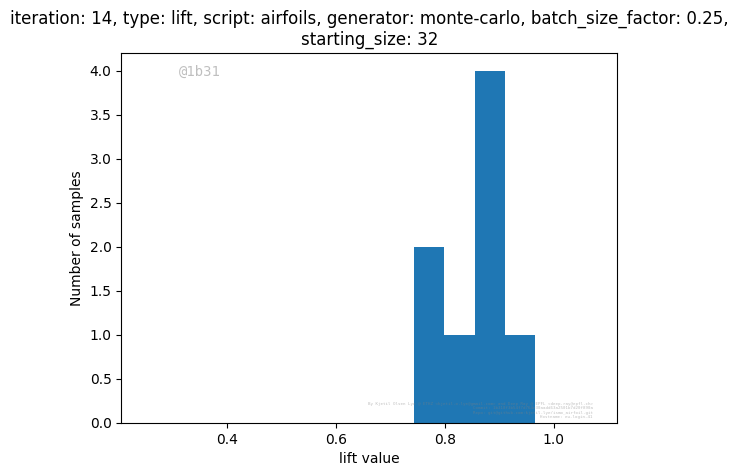 iteration: 14, type: lift, script: airfoils, generator: monte-carlo, batch_size_factor: 0.25,
starting_size: 32
@1b31
4.0
3.5
3.0
2.5
2.0
1.5
1.0
0.5
0.0
Number of samples
0.4 0.6 0.8 1.0
lift value